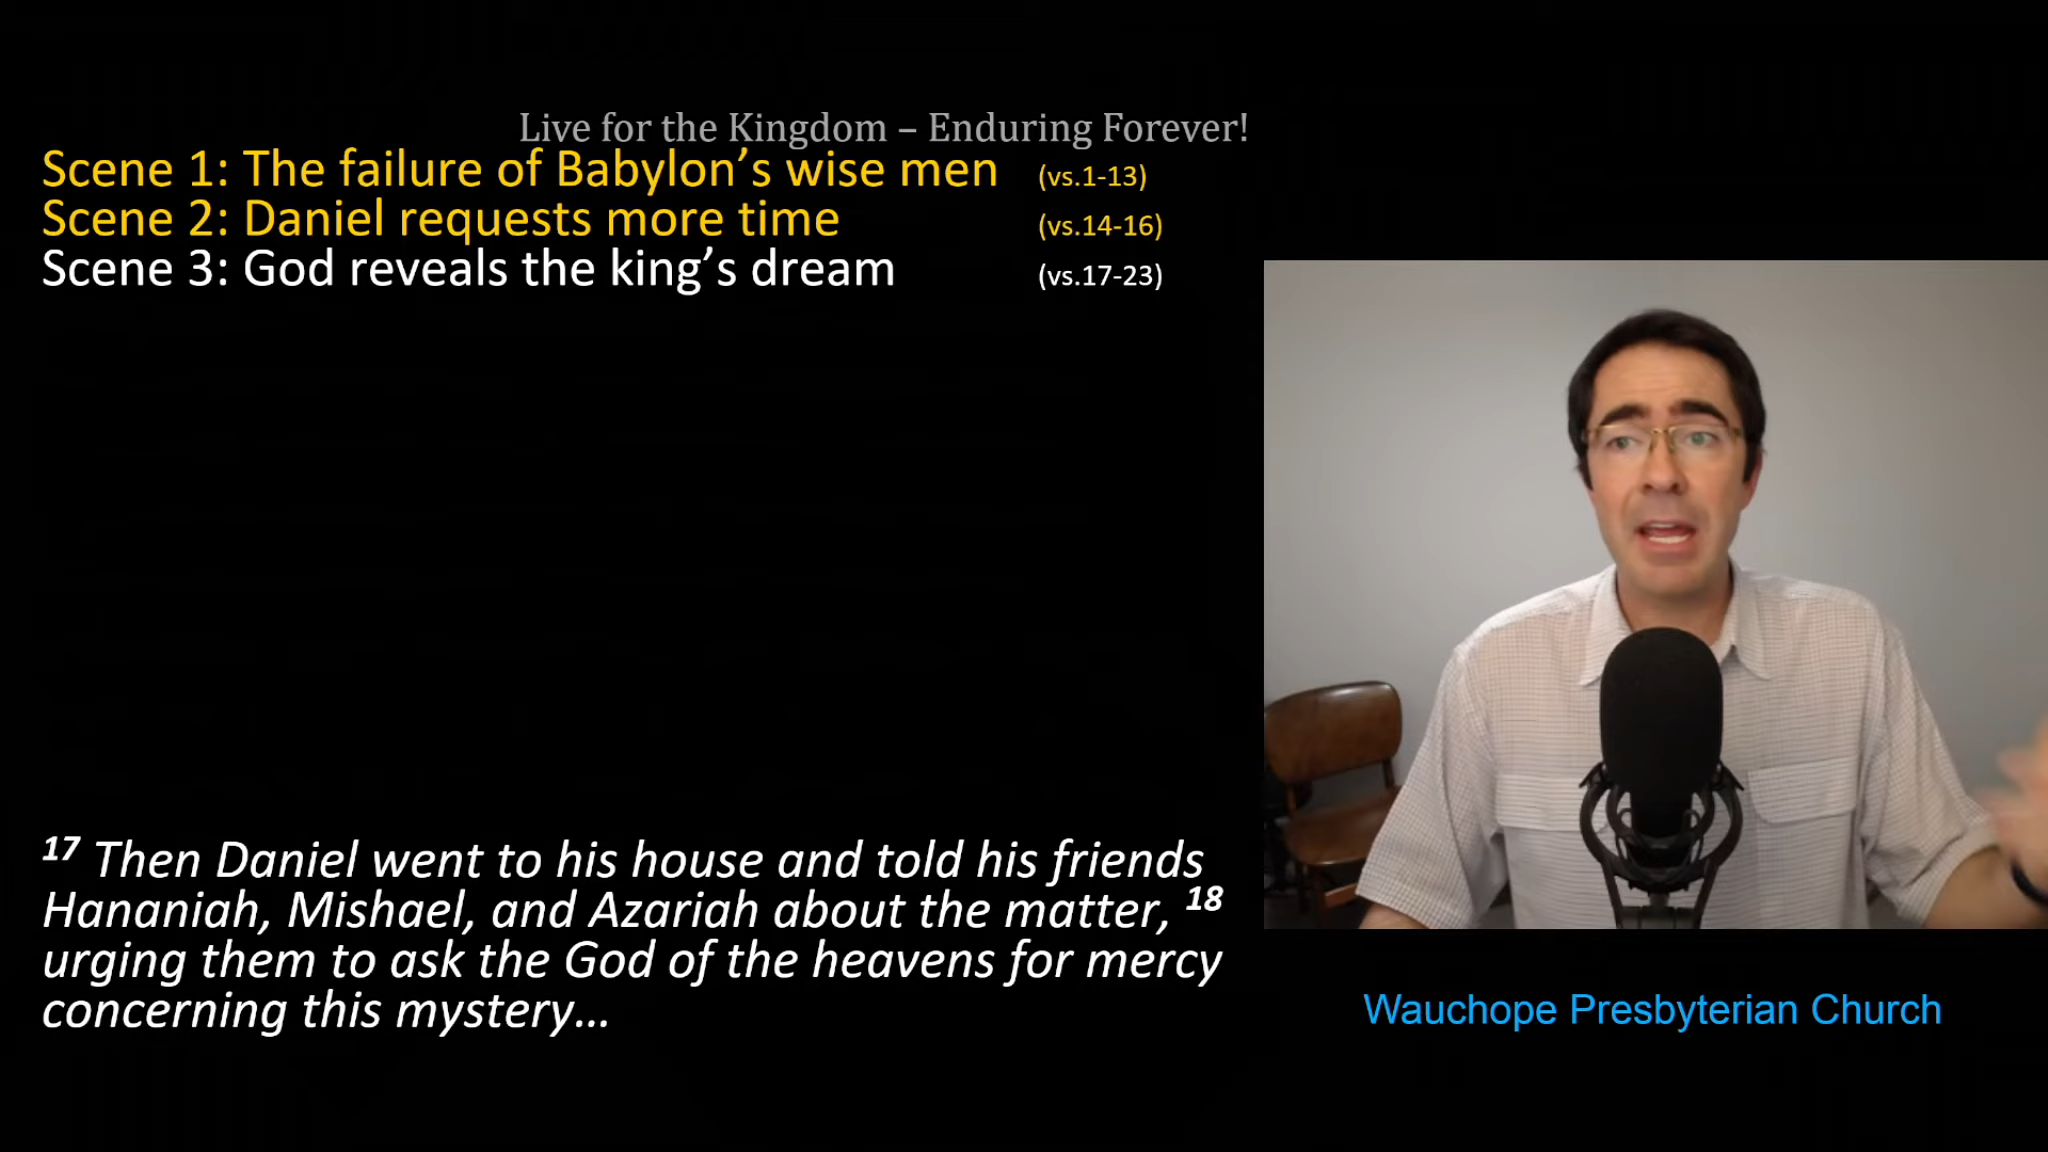 Live for the Kingdom – Enduring Forever!
Scene 1: The failure of Babylon’s wise men (vs.1-13)
Scene 2: Daniel requests more time (vs.14-16)
Scene 3: God reveals the king’s dream (vs.17-23)
17 Then Daniel went to his house and told his friends
Hananiah, Mishael, and Azariah about the matter, 18
urging them to ask the God of the heavens for mercy
concerning this mystery…
Wauchope Presbyterian Church